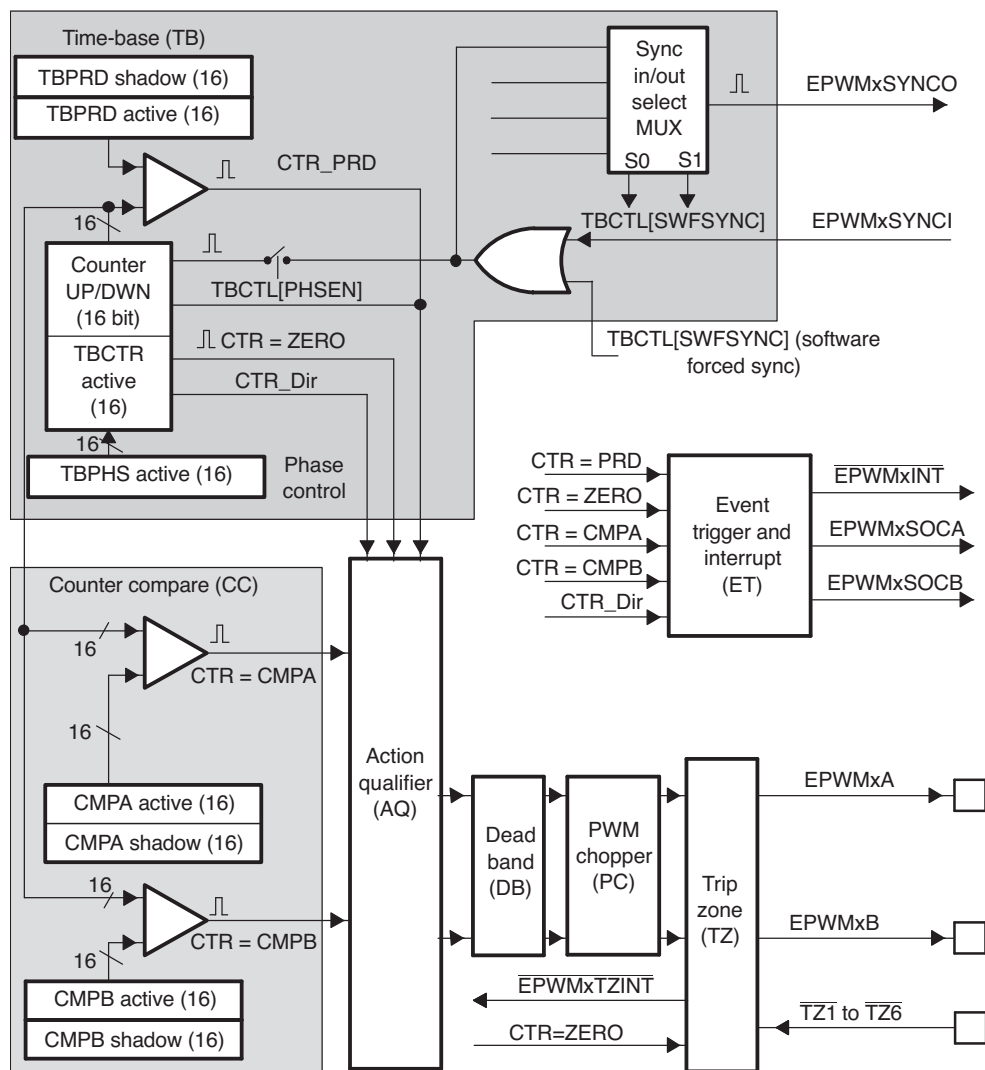 Time-base (TB)
TBPRD shadow (16)
TBPRD active (16)
CTR_PRD
16
Counter
UP/DWN
(16 bit)
TBCTR
active
(16)
TBCTL[PHSEN]
CTR = ZERO
CTR_Dir
16
TBPHS active (16)
Phase
control
Sync
in/out
select
MUX
S0 S1
EPWMxSYNCO
TBCTL[SWFSYNC]
EPWMxSYNCI
TBCTL[SWFSYNC] (software
forced sync)
CTR = PRD
CTR = ZERO
CTR = CMPA
CTR = CMPB
CTR_Dir
Event
trigger and
interrupt
(ET)
EPWMxINT
EPWMxSOCA
EPWMxSOCB
Counter compare (CC)
16
CTR = CMPA
16
CMPA active (16)
CMPA shadow (16)
16
CTR = CMPB
16
CMPB active (16)
CMPB shadow (16)
Action
qualifier
(AQ)
Dead
band
(DB)
PWM
chopper
(PC)
Trip
zone
(TZ)
EPWMxA
EPWMxB
EPWMxTZINT
TZ1 to TZ6
CTR=ZERO